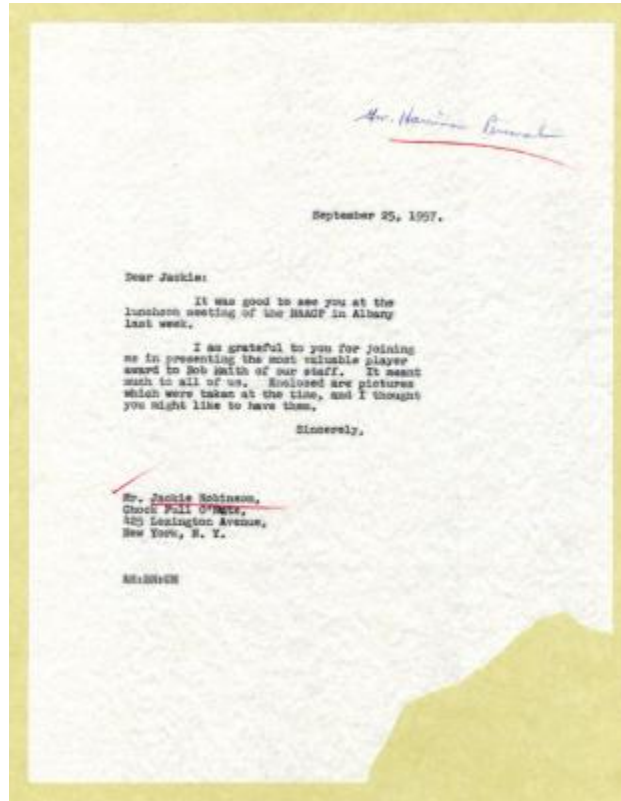 Mr.
September 25, 1957.
Dear Jackie:
It was good to see you at the
luncheon meeting of the NAACP in Albany
last week.
I am grateful to you for joining
me in presenting the most valuable player
award to Bob Haith of our staff. It meant
much to all of us. Enclosed are pictures
which were taken at the time, and I thought
you might like to have them.
Sincerely,
Mr. Jackie Robinson,
Chock Full O'Nuts,
425 Lexington Avenue,
New York, N. Y.